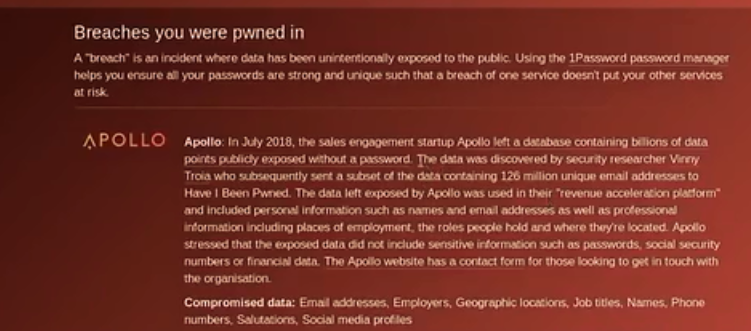 Breaches you were pwned in
A "breach" is an incident where data has been unintentionally exposed to the public. Using the 1Password password manager
helps you ensure all your passwords are strong and unique such that a breach of one service doesn't put your other services
at risk.
APOLLO
Apollo: In July 2018, the sales engagement startup Apollo left a database containing billions of data
points publicly exposed without a password. The data was discovered by security researcher Vinny
Troia who subsequently sent a subset of the data containing 126 million unique email addresses to
Have I Been Pwned. The data left exposed by Apollo was used in their "revenue acceleration platform"
and included personal information such as names and email addresses as well as professional
information including places of employment, the roles people hold and where they're located. Apollo
stressed that the exposed data did not include sensitive information such as passwords, social security
numbers or financial data. The Apollo website has a contact form for those looking to get in touch with
the organisation.
Compromised data: Email addresses, Employers, Geographic locations, Job titles, Names, Phone
numbers, Salutations, Social media profiles